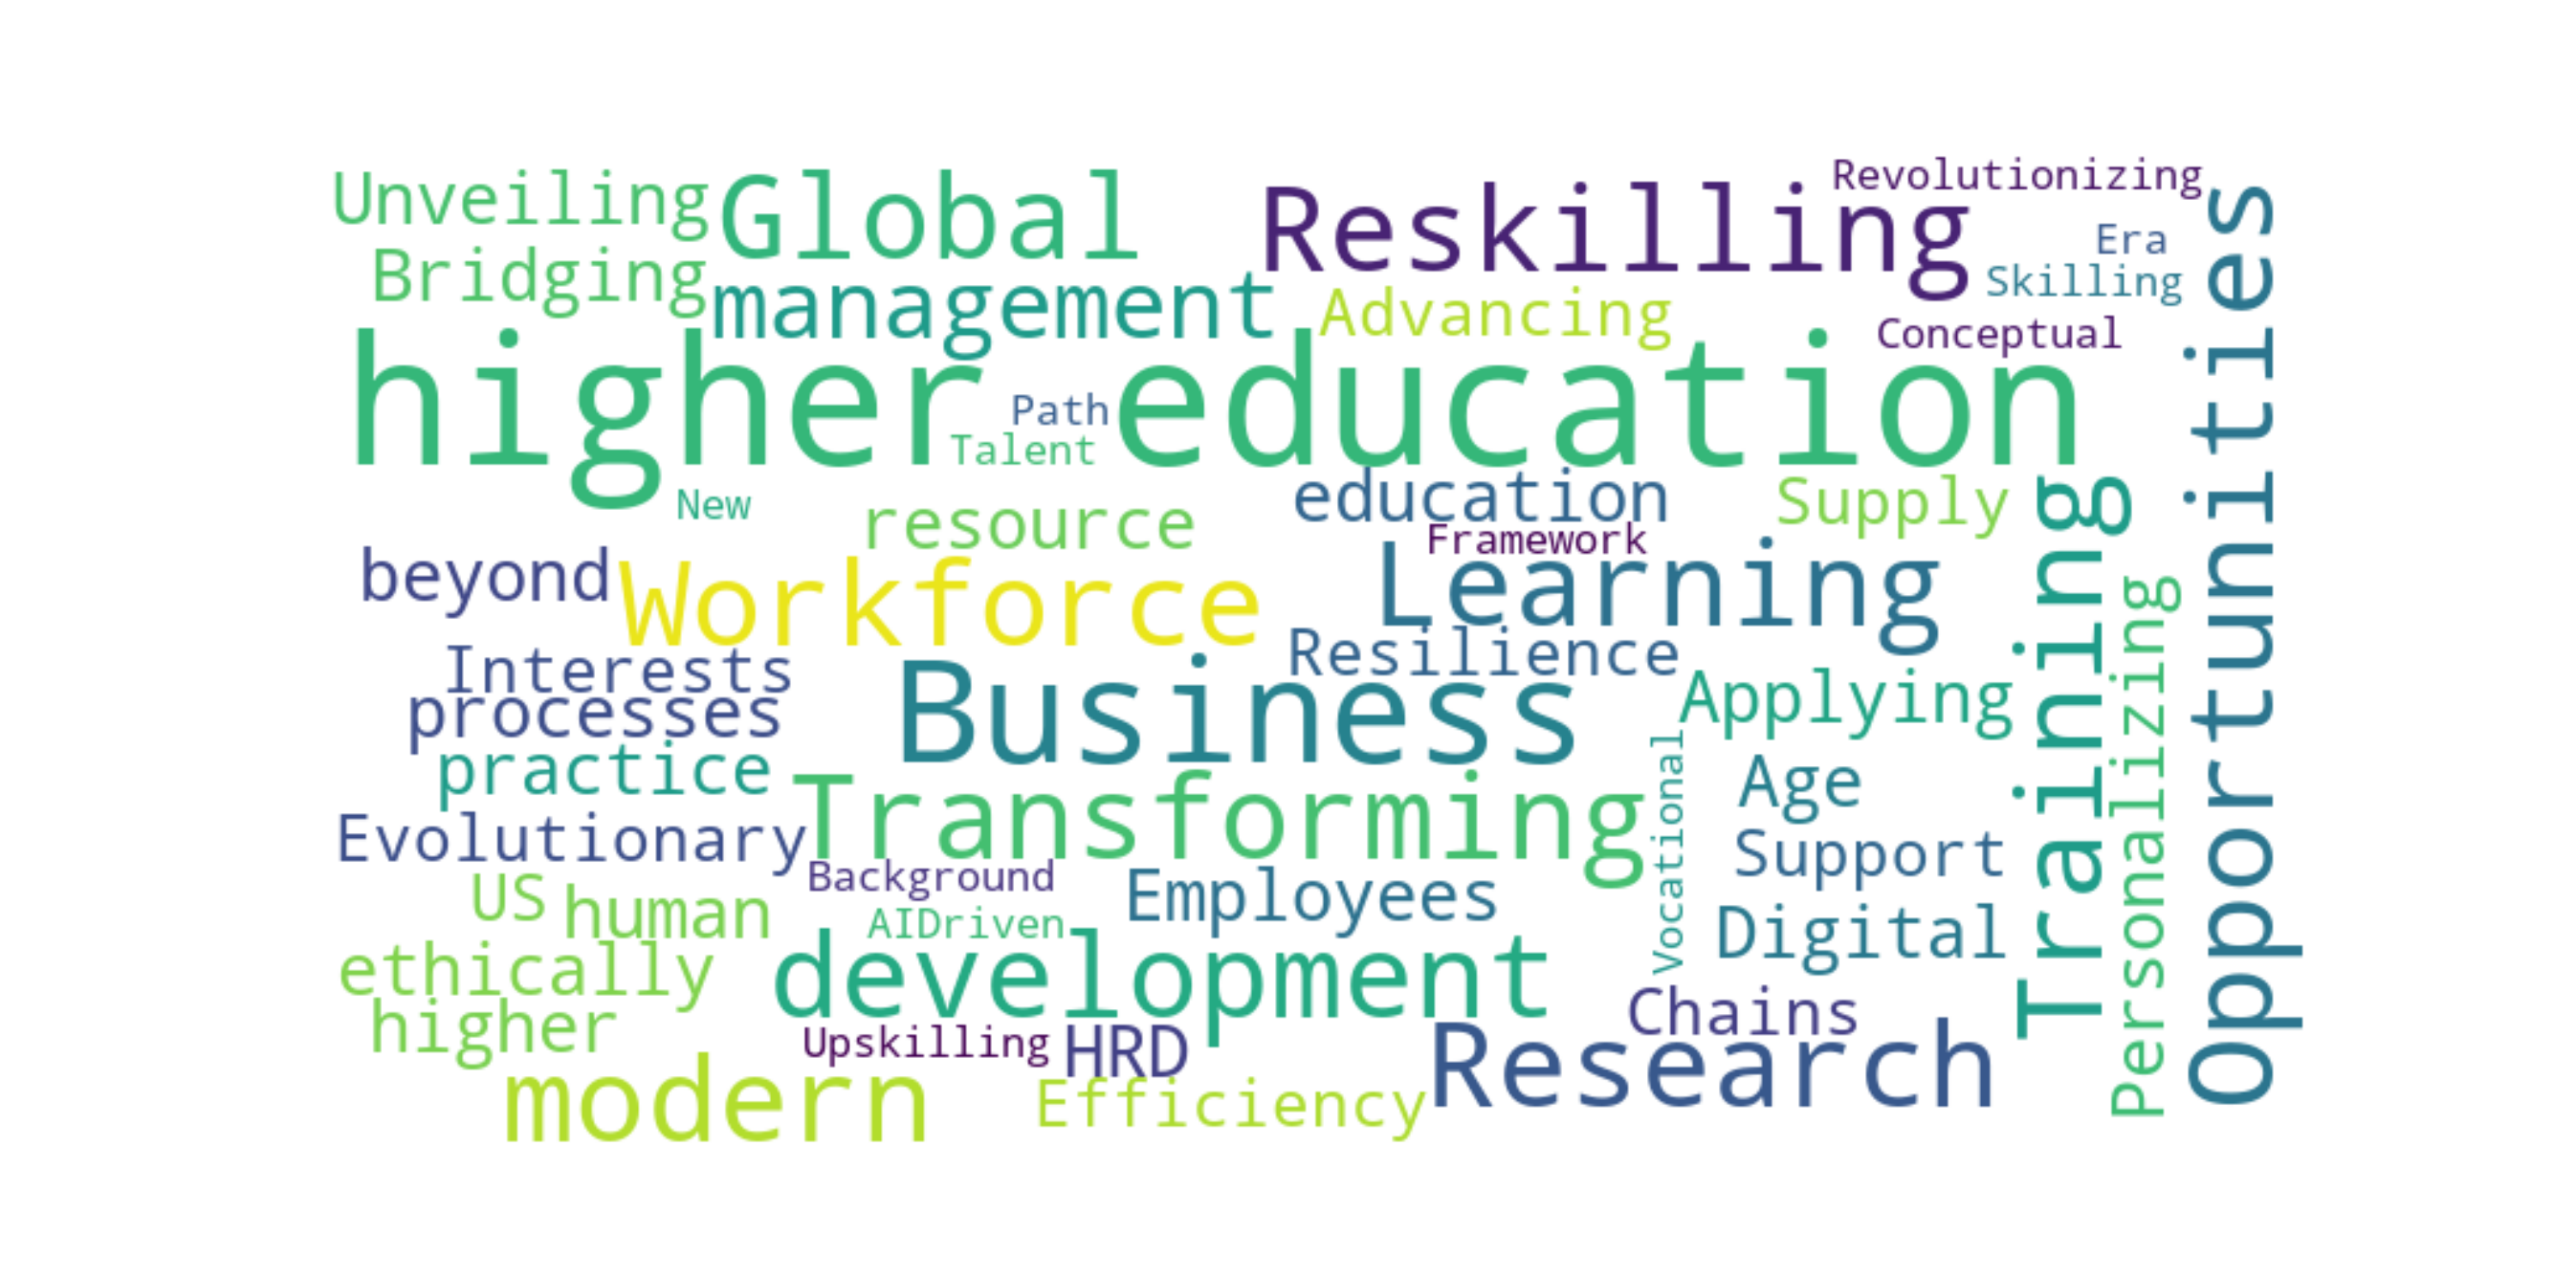 Unveiling
Global
Reskilling
Revolutionizing
Era
Bridging
management
Advancing
Skilling
Conceptual
higher education
Path
Talent
New
resource
education
Supply
Framework
beyond
Workforce
Learning
Interests
Resilience
processes
Business
Applying
practice
Transforming
Vocational
Age
Evolutionary
Background
Support
US
human
AIDriven
Employees
Digital
ethically
development
Chains
higher
Upskilling
HRD
Research
modern
Efficiency
Training
Personalizing
Opportunities